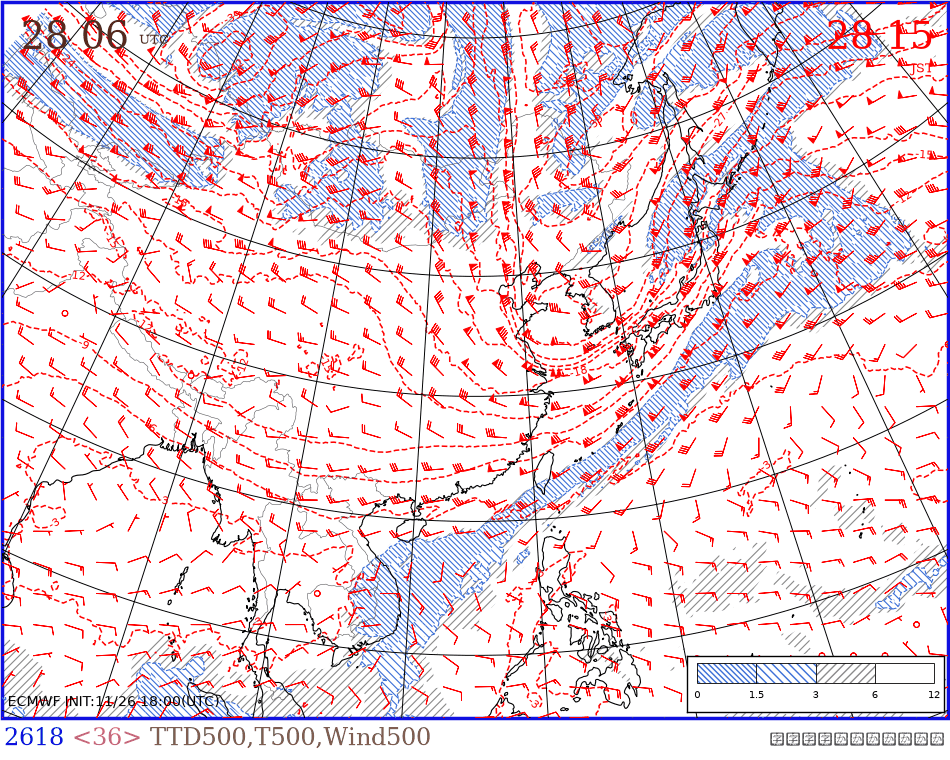 28 06 UTC
28 15 JST
-15
-12
-9
-18
-3
ECMWF INIT:11/26-18:00(UTC)
0 1.5 3 6 12
2618 <36> TTD500,T500,Wind500